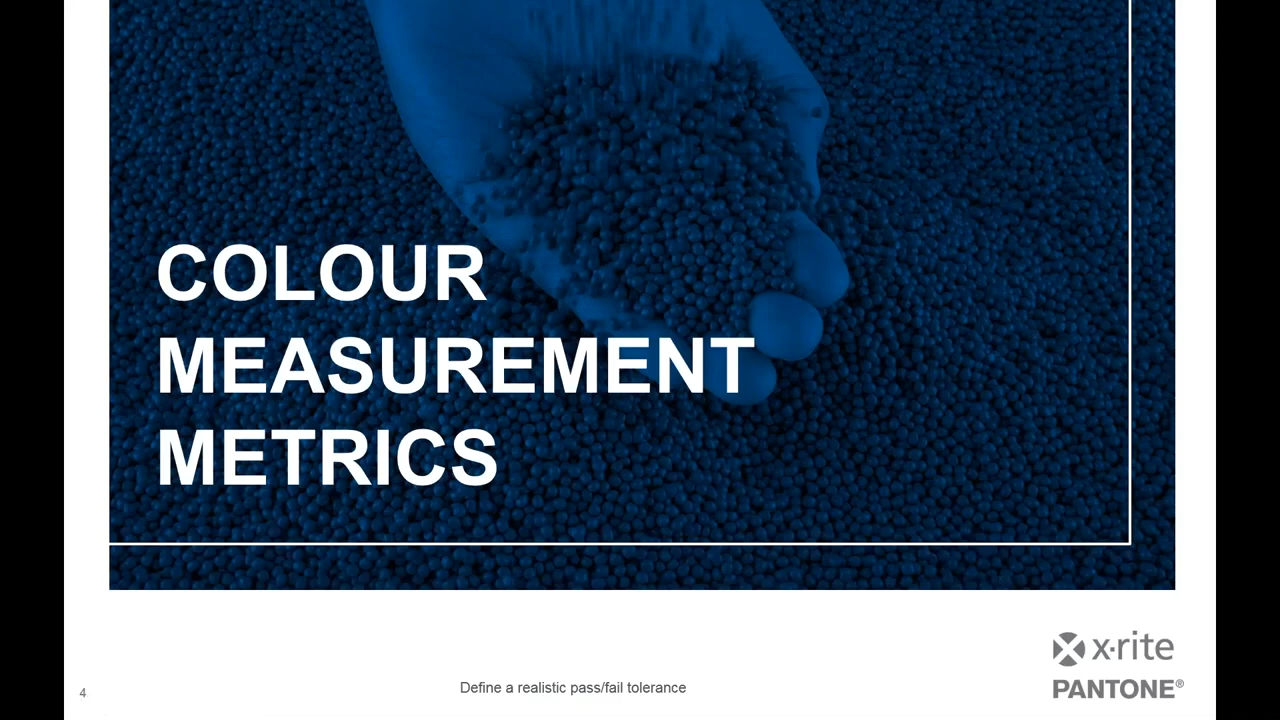 COLOUR
MEASUREMENT
METRICS
x·rite
PANTONE®
4
Define a realistic pass/fail tolerance